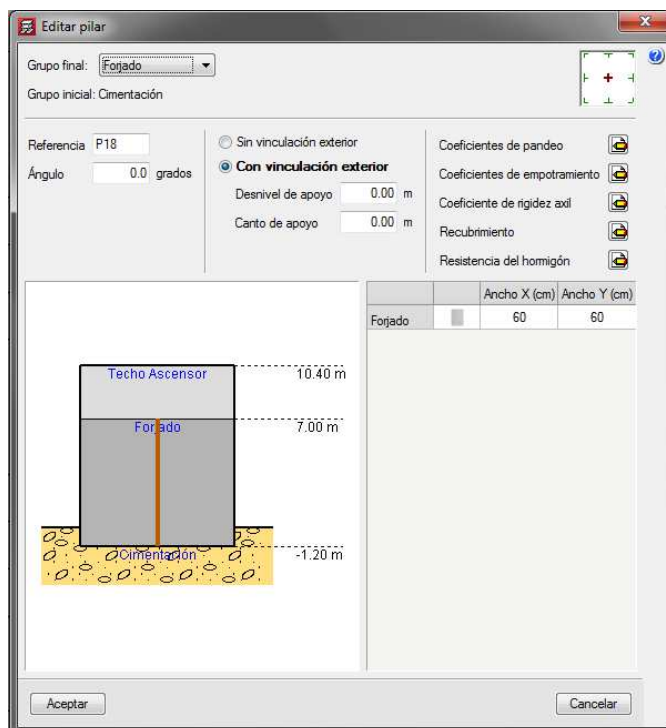 Editar pilar
Grupo final: Forjado
Grupo inicial: Cimentación
Referencia P18
Ángulo 0.0 grados
Sin vinculación exterior
Con vinculación exterior
Desnivel de apoyo 0.00 m
Canto de apoyo 0.00 m
Coeficientes de pandeo
Coeficientes de empotramiento
Coeficiente de rigidez axil
Recubrimiento
Resistencia del hormigón
Ancho X (cm) Ancho Y (cm)
Forjado 60 60
Techo Ascensor 10.40 m
Forjado 7.00 m
Cimentación -1.20 m
Aceptar Cancelar